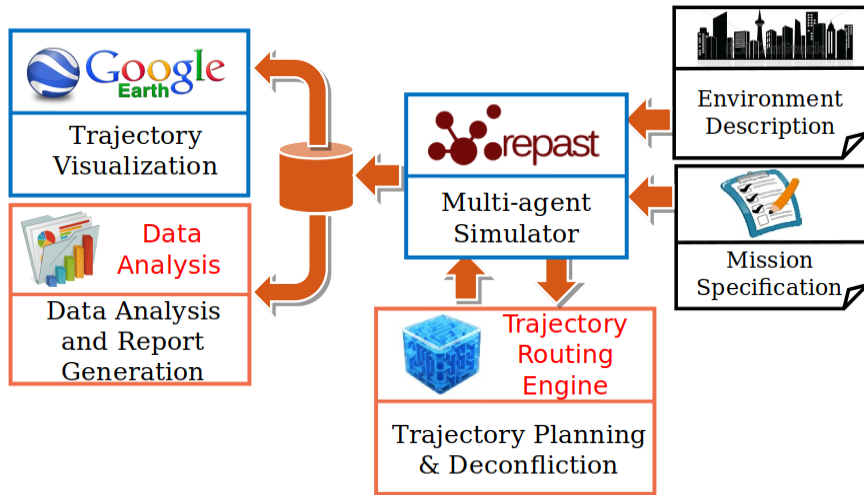 Google
Earth
Trajectory
Visualization
Data
Analysis
Data Analysis
and Report
Generation
repast
Multi-agent
Simulator
Trajectory
Routing
Engine
Trajectory Planning
& Deconfliction
Environment
Description
Mission
Specification